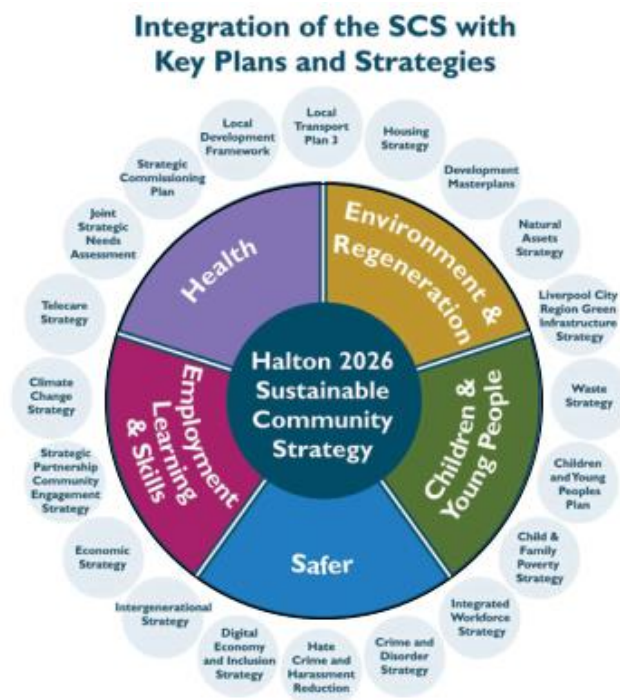 Integration of the SCS with
Key Plans and Strategies
Local
Transport
Plan 3
Housing
Strategy
Development
Masterplans
Natural
Assets
Strategy
Liverpool City
Region Green
Infrastructure
Strategy
Waste
Strategy
Children
and Young
Peoples
Plan
Child &
Family
Poverty
Strategy
Integrated
Workforce
Strategy
Crime and
Disorder
Strategy
Hate
Crime and
Harassment
Reduction
Digital
Economy
and Inclusion
Strategy
Intergenerational
Strategy
Economic
Strategy
Strategic
Partnership
Community
Engagement
Strategy
Climate
Change
Strategy
Telecare
Strategy
Joint
Strategic
Needs
Assessment
Strategic
Commissioning
Plan
Local
Development
Framework
Health
Environment &
Regeneration
Children &
Young People
Safer
Employment
Learning
& Skills
Halton 2026
Sustainable
Community
Strategy